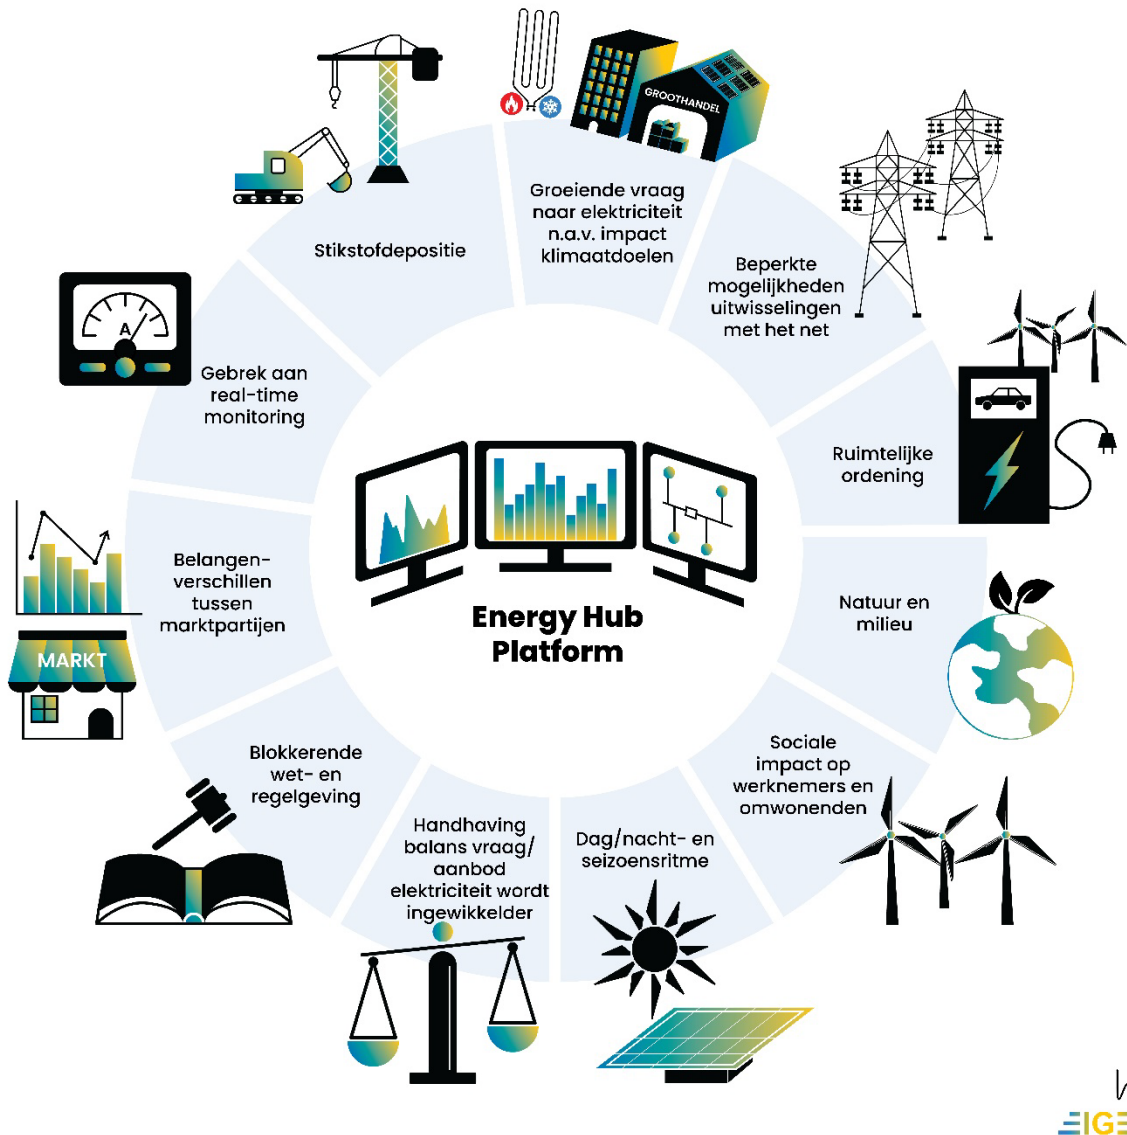 GROOTHANDEL
Groeiende vraag
naar elektriciteit
n.a.v. impact
klimaatdoelen
Beperkte
mogelijkheden
uitwisselingen
met het net
Ruimtelijke
ordening
Natuur en
milieu
Sociale
impact op
werknemers en
omwonenden
Dag/nacht- en
seizoensritme
Handhaving
balans vraag/
aanbod
elektriciteit wordt
ingewikkelder
Blokkerende
wet- en
regelgeving
Belangen-
verschillen
tussen
marktpartijen
MARKT
Gebrek aan
real-time
monitoring
A
Stikstofdepositie
Energy Hub
Platform